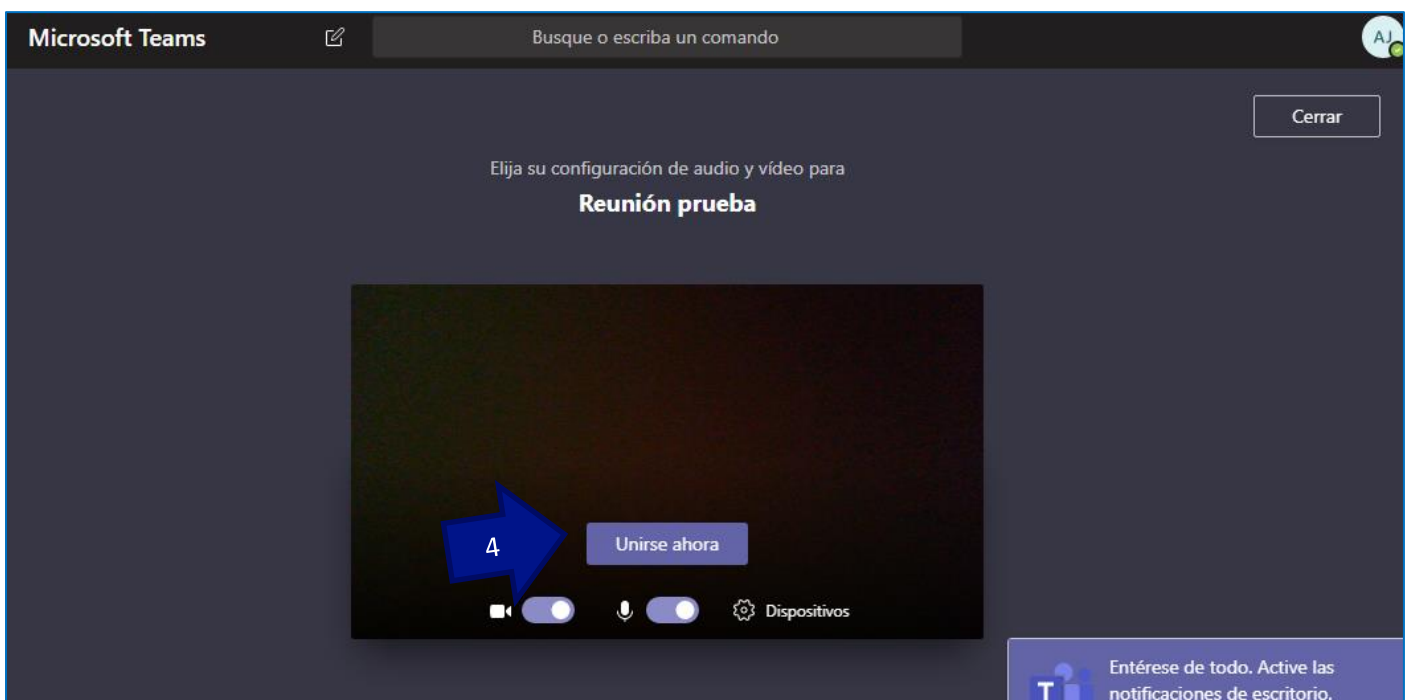 Microsoft Teams
Busque o escriba un comando
AJ
Cerrar
Elija su configuración de audio y vídeo para
Reunión prueba
4
Unirse ahora
Dispositivos
Entérese de todo. Active las
T
notificaciones de escritorio.